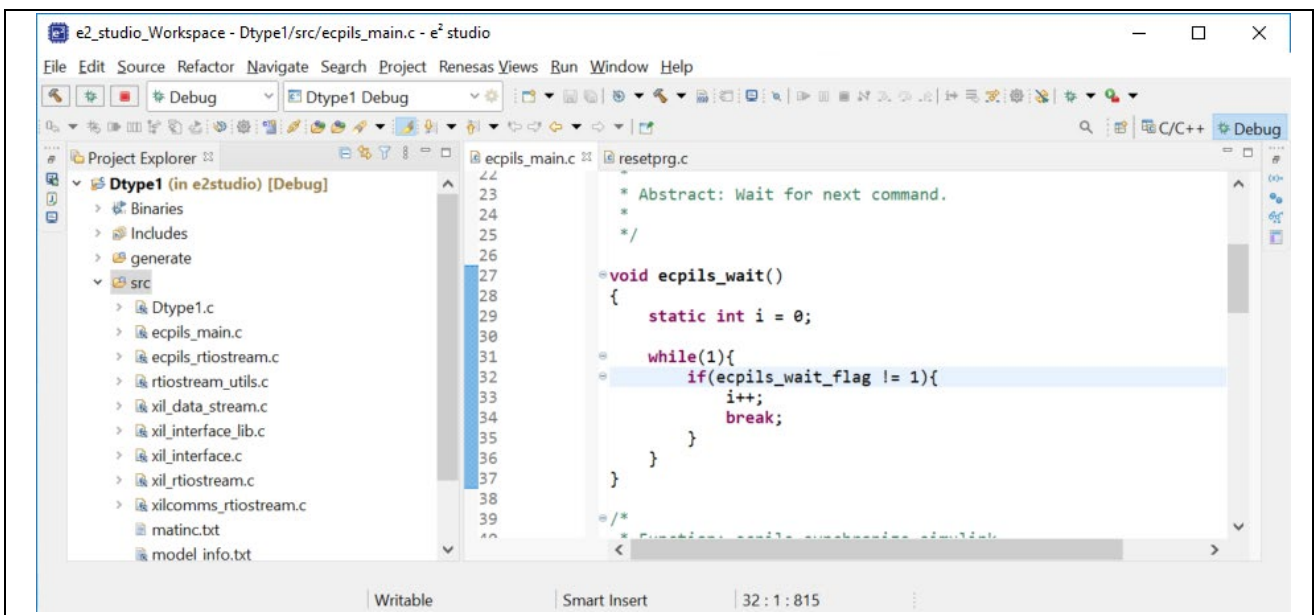 e2_studio_Workspace - Dtype1/src/ecpils_main.c - e² studio
File Edit Source Refactor Navigate Search Project Renesas Views Run Window Help
Debug Dtype1 Debug
C/C++ Debug
Project Explorer
ecpils_main.c resetprg.c
Dtype1 (in e2studio) [Debug]
Binaries
Includes
generate
src
Dtype1.c
ecpils_main.c
ecpils_rtiostream.c
rtiostream_utils.c
xil_data_stream.c
xil_interface_lib.c
xil_interface.c
xil_rtiostream.c
xilcomms_rtiostream.c
matinc.txt
model_info.txt
22 *
23 * Abstract: Wait for next command.
24 *
25 */
26
27 void ecpils_wait()
28 {
29 static int i = 0;
30
31 while(1){
32 if(ecpils_wait_flag != 1){
33 i++;
34 break;
35 }
36 }
37 }
38
39 /*
Writable Smart Insert 32 : 1 : 815